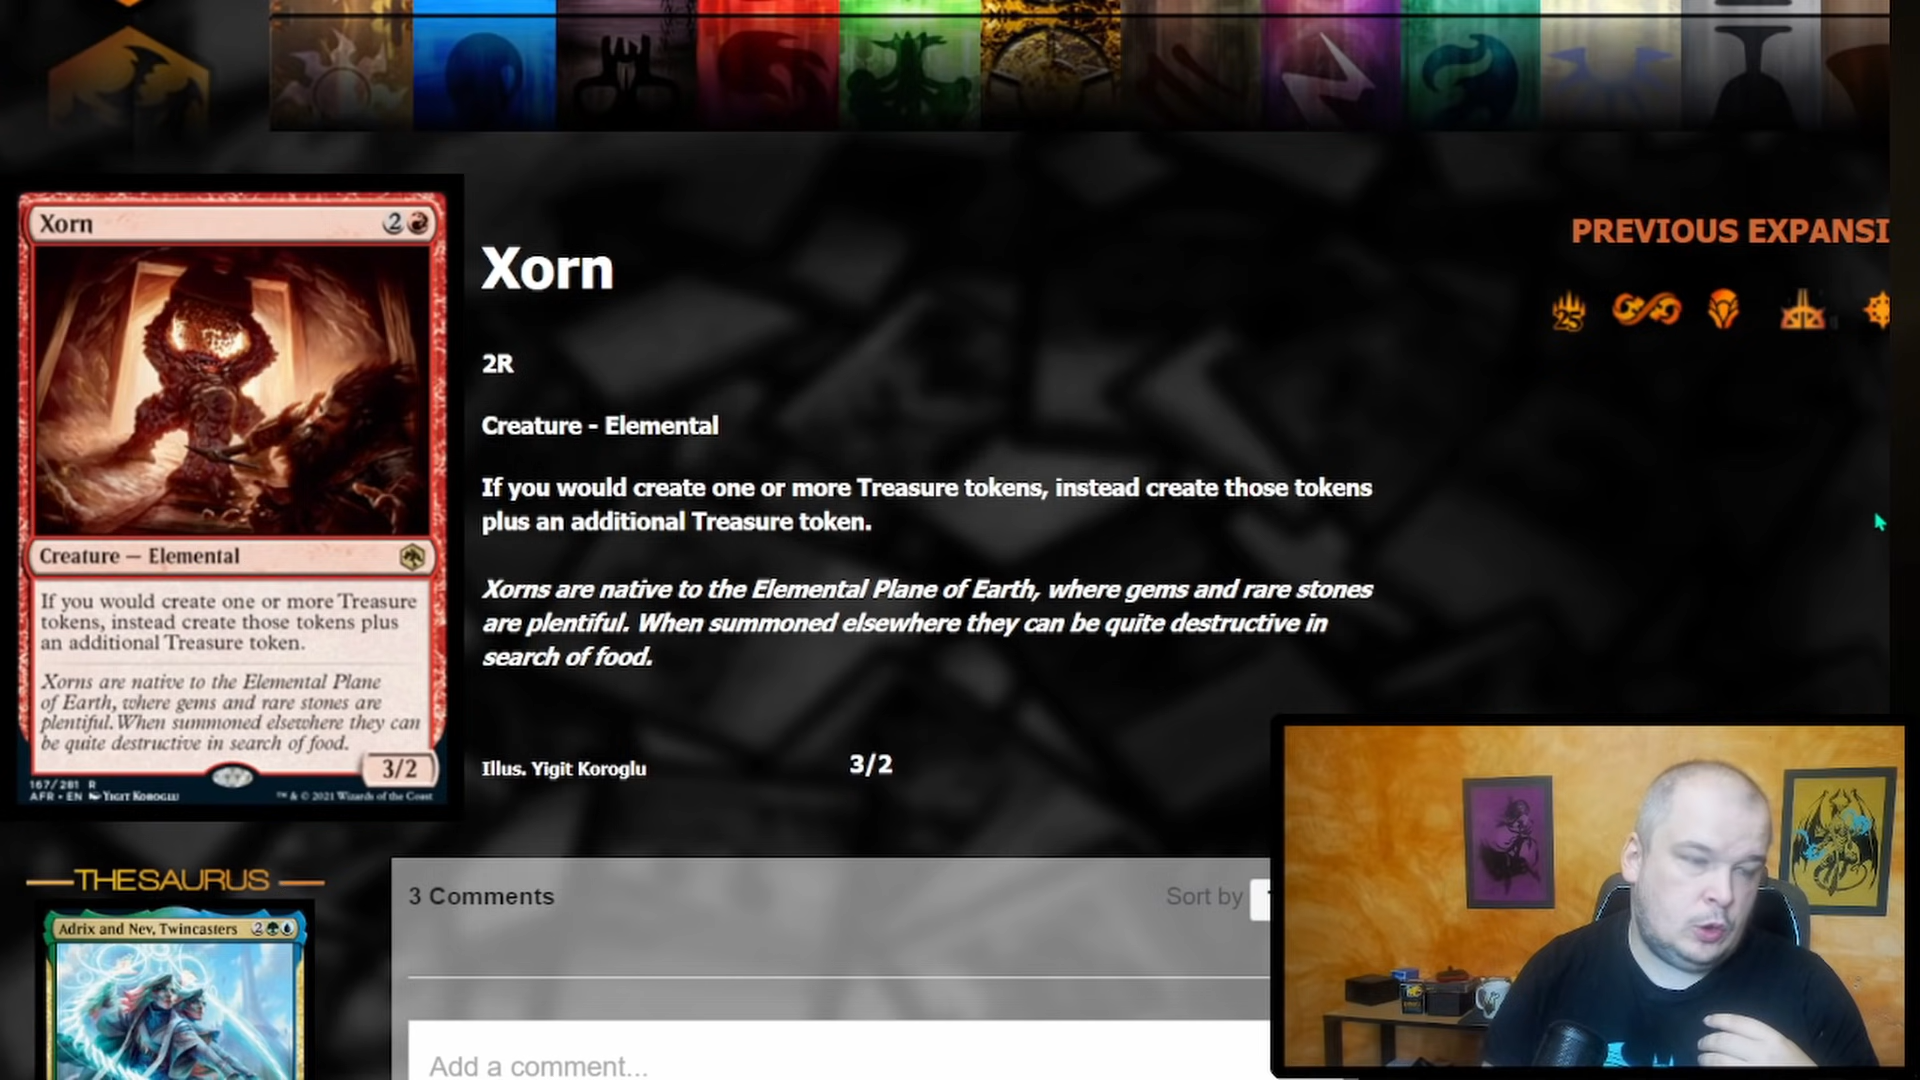 Xorn 2
Creature — Elemental
If you would create one or more Treasure
tokens, instead create those tokens plus
an additional Treasure token.
Xorns are native to the Elemental Plane
of Earth, where gems and rare stones are
plentiful. When summoned elsewhere they can
be quite destructive in search of food.
3/2
167/281 R
AFR • EN YIGIT KOROGLU ™ & © 2021 Wizards of the Coast
Xorn
2R
Creature - Elemental
If you would create one or more Treasure tokens, instead create those tokens
plus an additional Treasure token.
Xorns are native to the Elemental Plane of Earth, where gems and rare stones
are plentiful. When summoned elsewhere they can be quite destructive in
search of food.
Illus. Yigit Koroglu 3/2
PREVIOUS EXPANSI
25
THESAURUS
Adrix and Nev, Twincasters 2
3 Comments Sort by
Add a comment...